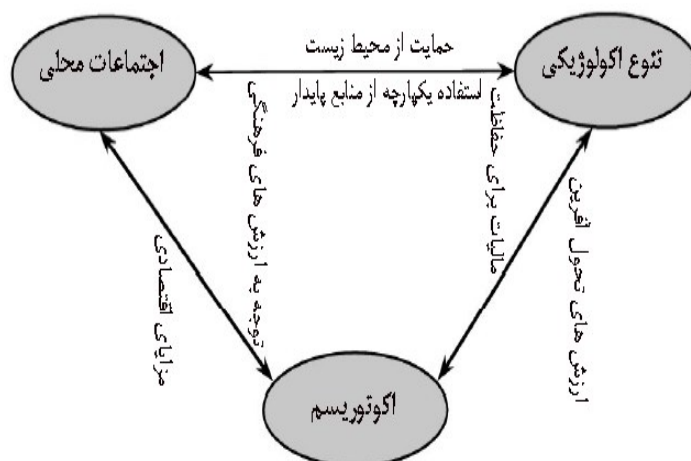 حمایت از محیط زیست
تنوع اکولوژیکی
اجتماعات محلی
استفاده یکپارچه از منابع پایدار
ارزش های تحول آفرین
مالیات برای حفاظت
توجه به ارزش های فرهنگی
مزایای اقتصادی
اکوتوریسم